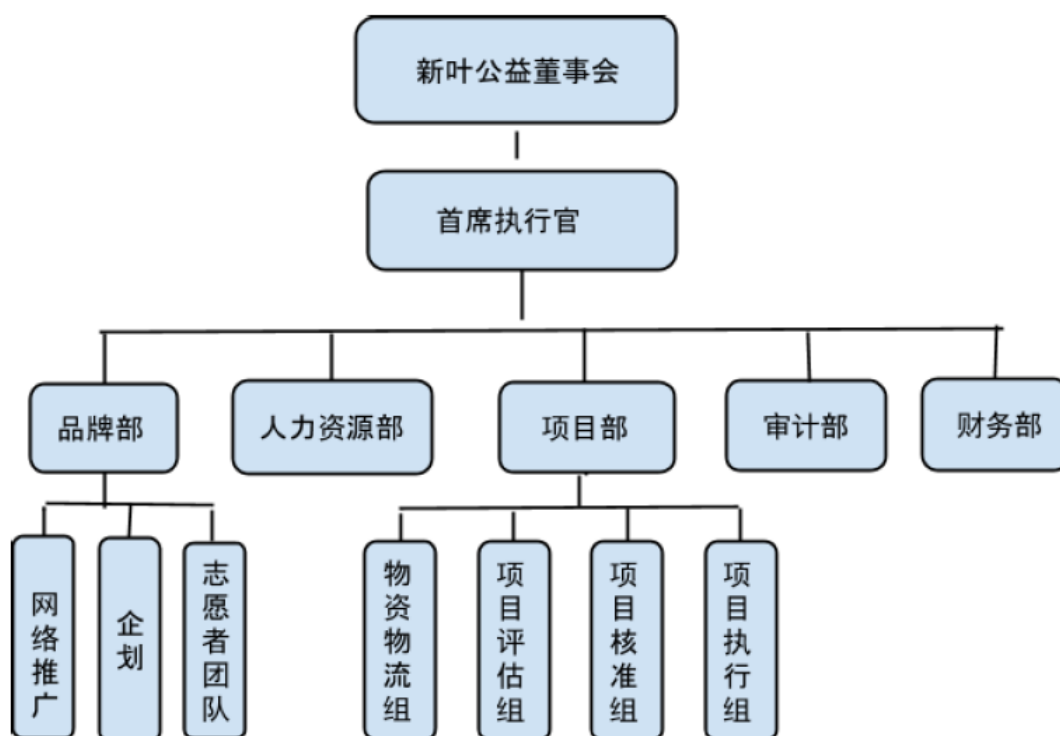 新叶公益董事会
首席执行官
品牌部
人力资源部
项目部
审计部
财务部
网络推广
企划
志愿者团队
物资物流组
项目评估组
项目核准组
项目执行组